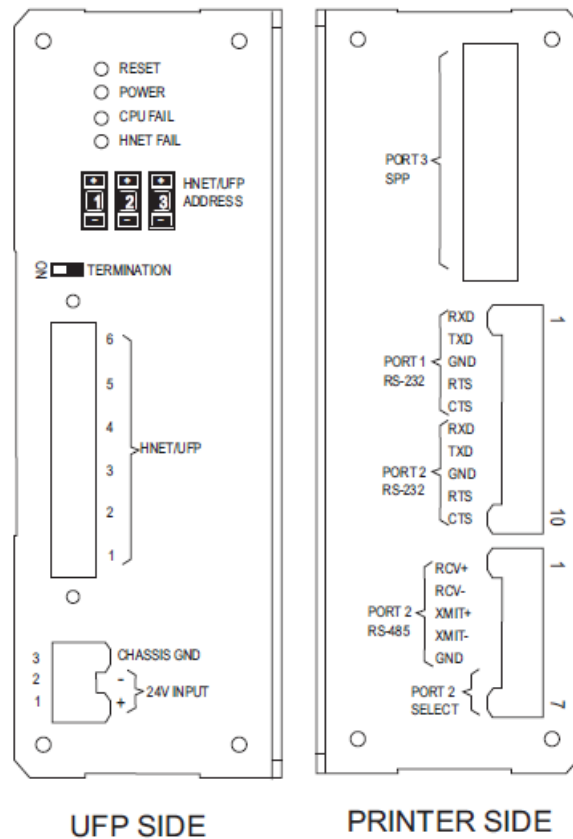 RESET
POWER
CPU FAIL
HNET FAIL
+ + +
1 2 3
- - -
HNET/UFP
ADDRESS
ON
TERMINATION
6
5
4
3
2
1
HNET/UFP
3
2
1
CHASSIS GND
-
+
24V INPUT
UFP SIDE
PORT 3
SPP
PORT 1
RS-232
RXD
TXD
GND
RTS
CTS
PORT 2
RS-232
RXD
TXD
GND
RTS
CTS
1
10
PORT 2
RS-485
RCV+
RCV-
XMIT+
XMIT-
GND
PORT 2
SELECT
1
7
PRINTER SIDE